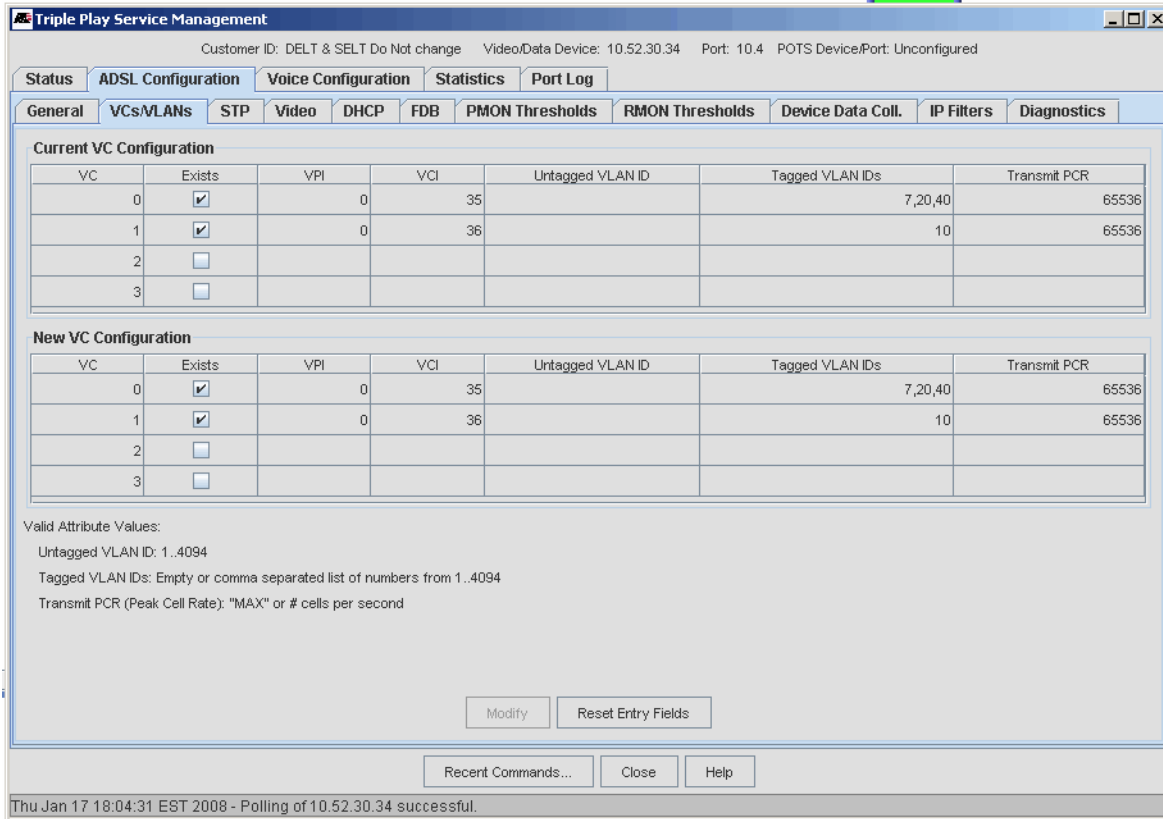 Triple Play Service Management
Customer ID: DELT & SELT Do Not change Video/Data Device: 10.52.30.34 Port: 10.4 POTS Device/Port: Unconfigured
Status ADSL Configuration Voice Configuration Statistics Port Log
General VCs/VLANs STP Video DHCP FDB PMON Thresholds RMON Thresholds Device Data Coll. IP Filters Diagnostics
Current VC Configuration
VC Exists VPI VCI Untagged VLAN ID Tagged VLAN IDs Transmit PCR
0 0 35 7,20,40 65536
1 0 36 10 65536
2
3
New VC Configuration
VC Exists VPI VCI Untagged VLAN ID Tagged VLAN IDs Transmit PCR
0 0 35 7,20,40 65536
1 0 36 10 65536
2
3
Valid Attribute Values:
Untagged VLAN ID: 1..4094
Tagged VLAN IDs: Empty or comma separated list of numbers from 1..4094
Transmit PCR (Peak Cell Rate): "MAX" or # cells per second
Modify Reset Entry Fields
Recent Commands... Close Help
Thu Jan 17 18:04:31 EST 2008 - Polling of 10.52.30.34 successful.